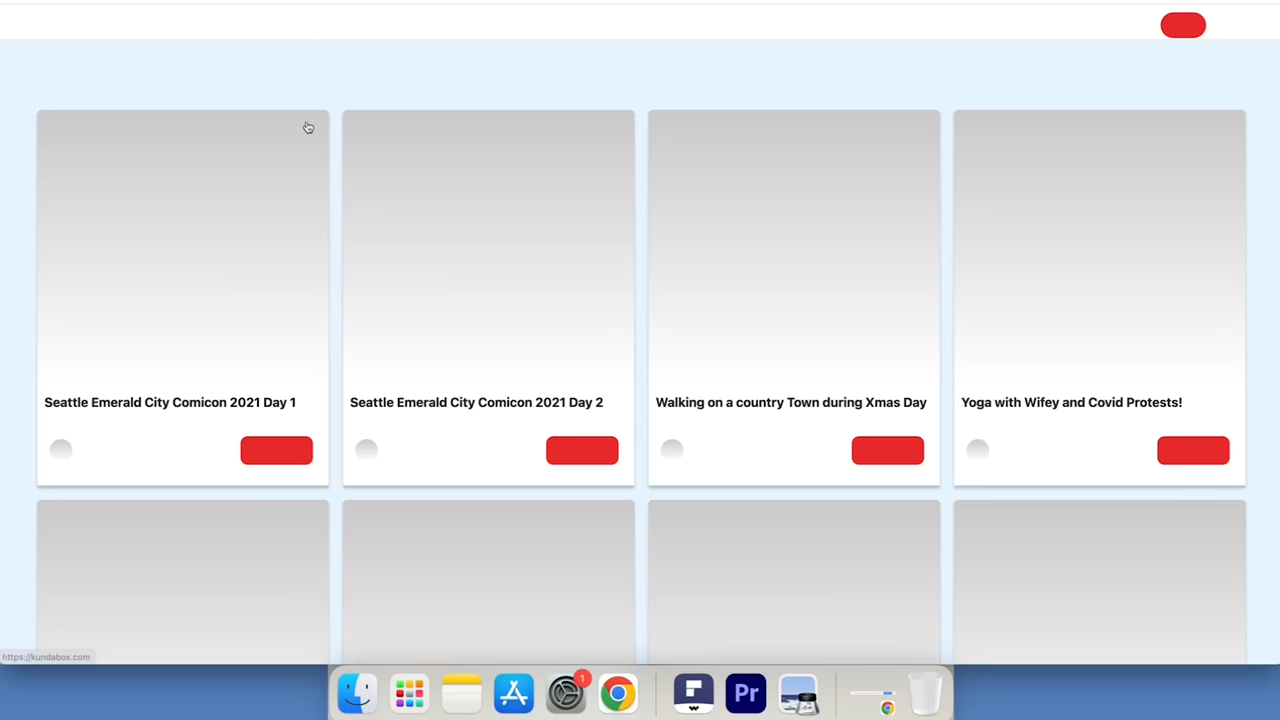 Seattle Emerald City Comicon 2021 Day 1
Seattle Emerald City Comicon 2021 Day 2
Walking on a country Town during Xmas Day
Yoga with Wifey and Covid Protests!
https://kundabox.com
1
Pr